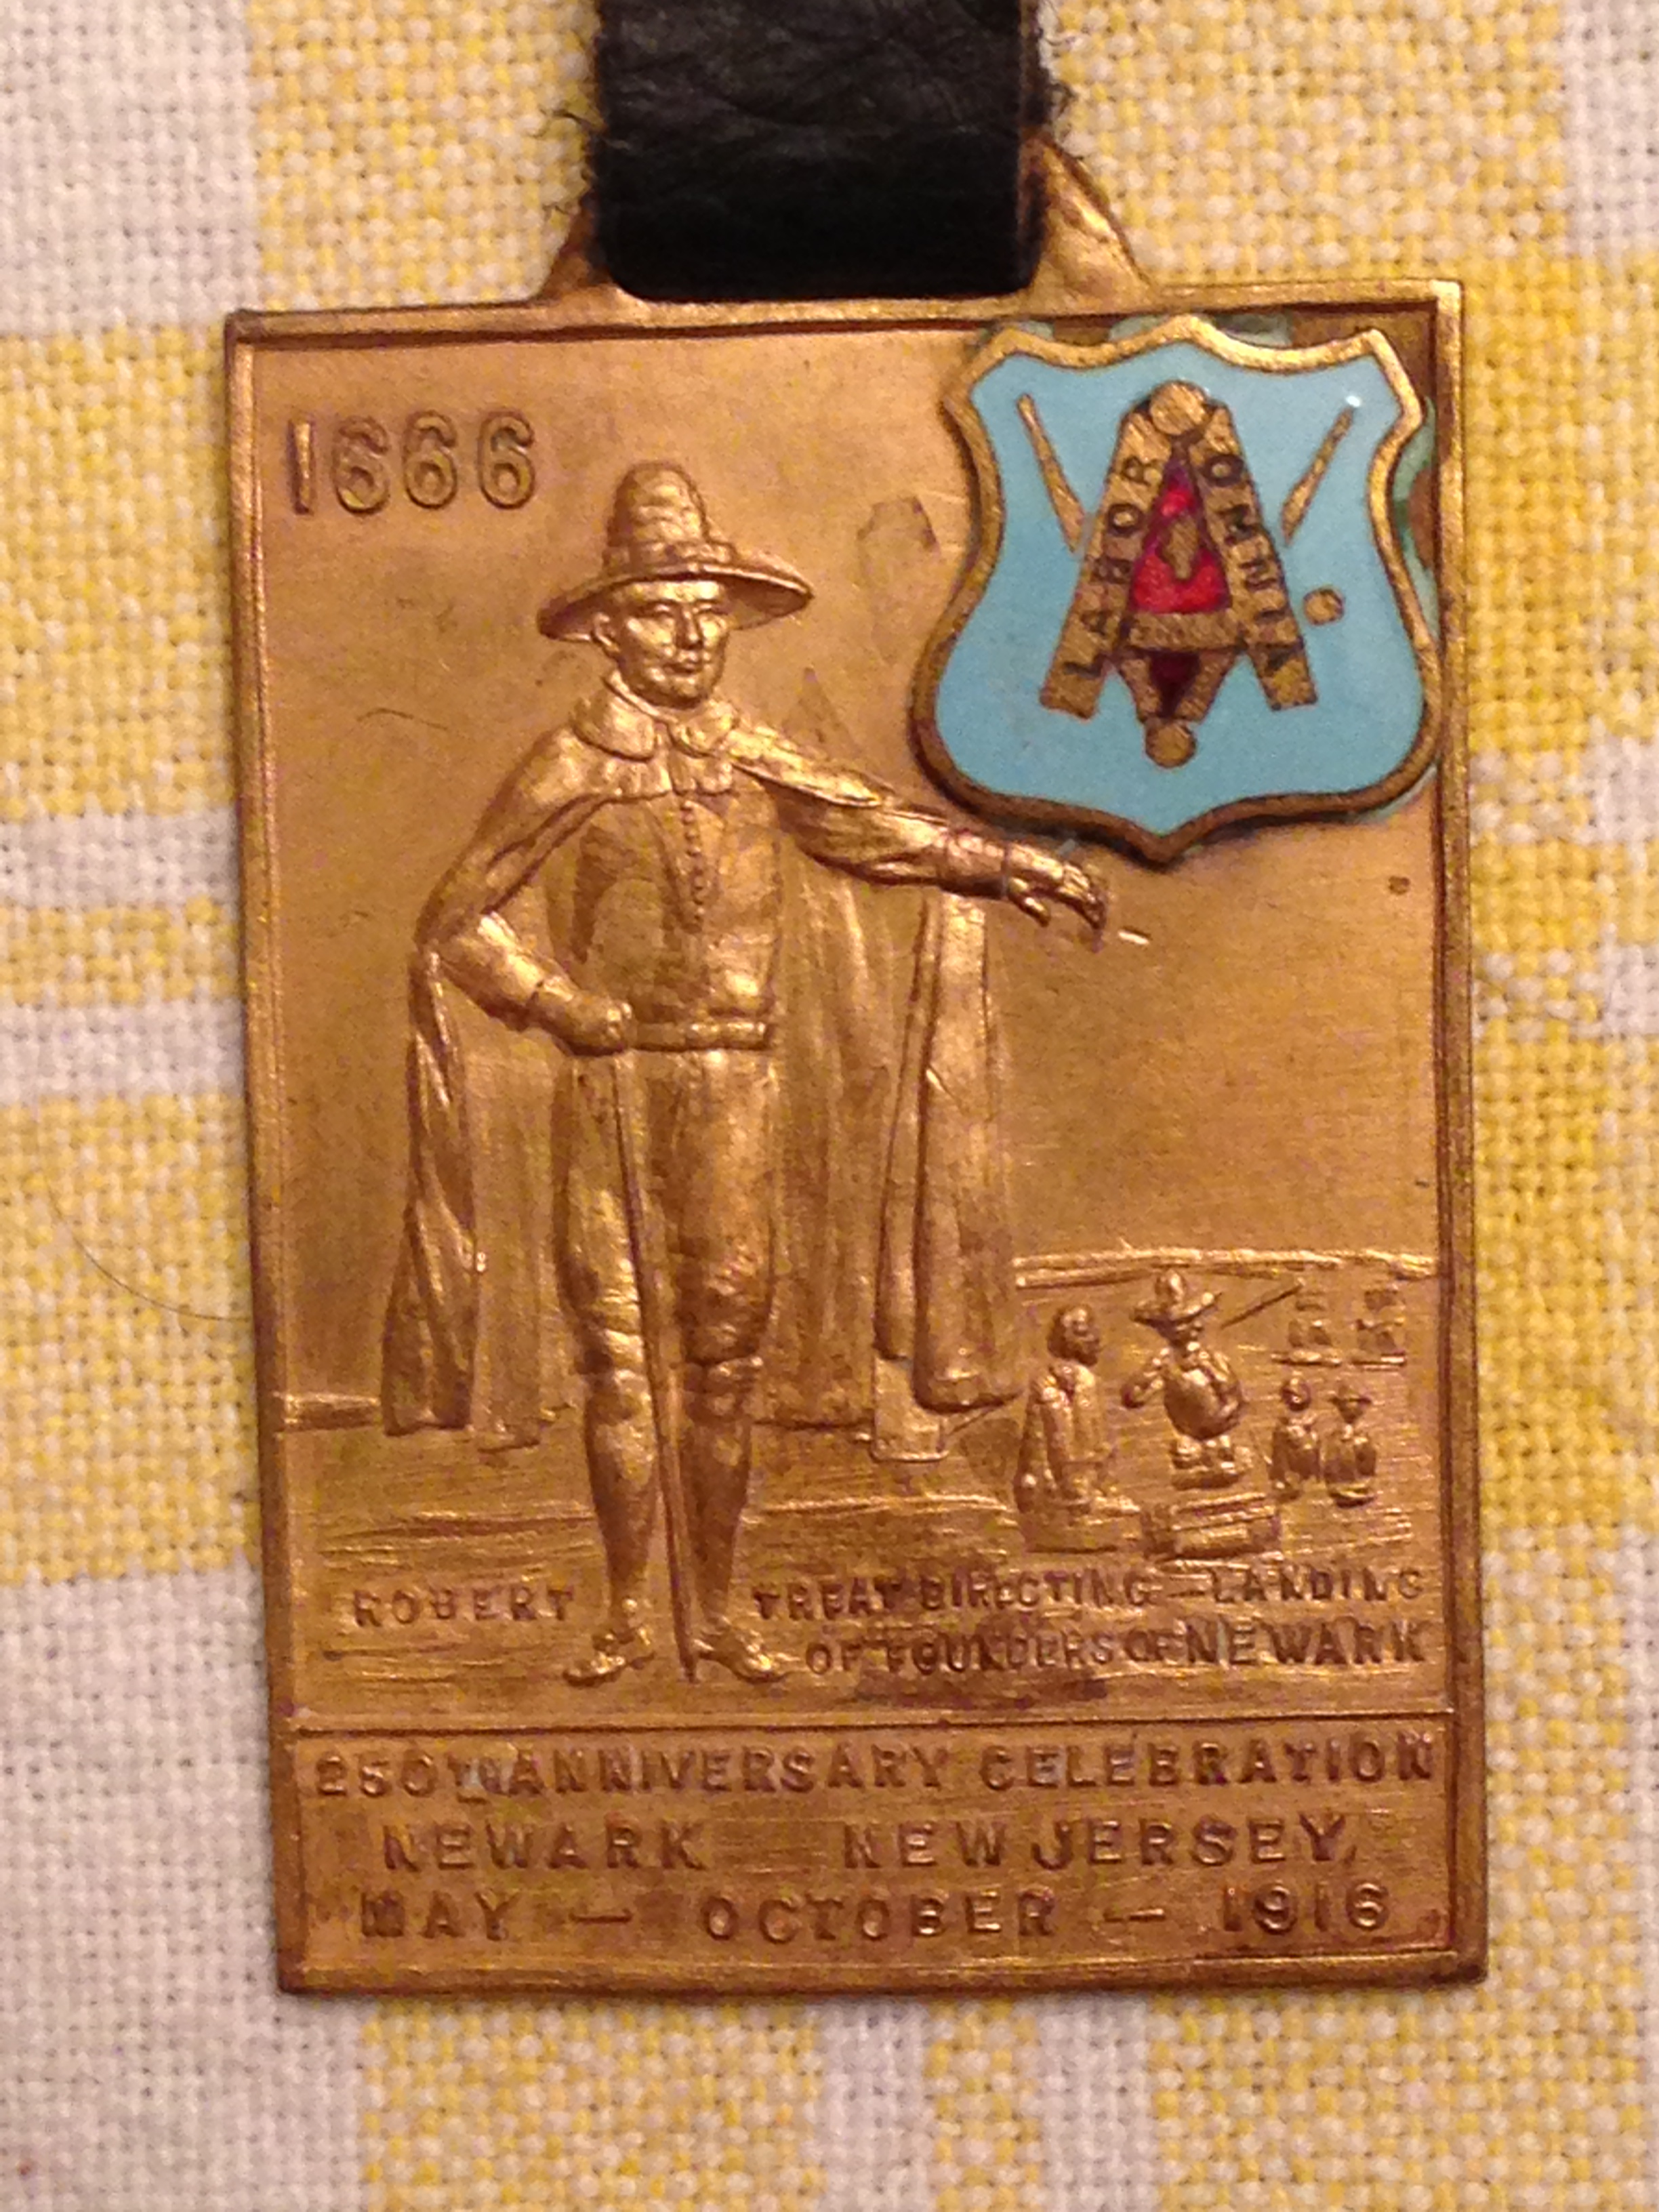 1666
LABOR OMNIA
ROBERT TREAT DIRECTING LANDING
OF FOUNDERS OF NEWARK
250TH ANNIVERSARY CELEBRATION
NEWARK NEW JERSEY,
MAY — OCTOBER — 1916